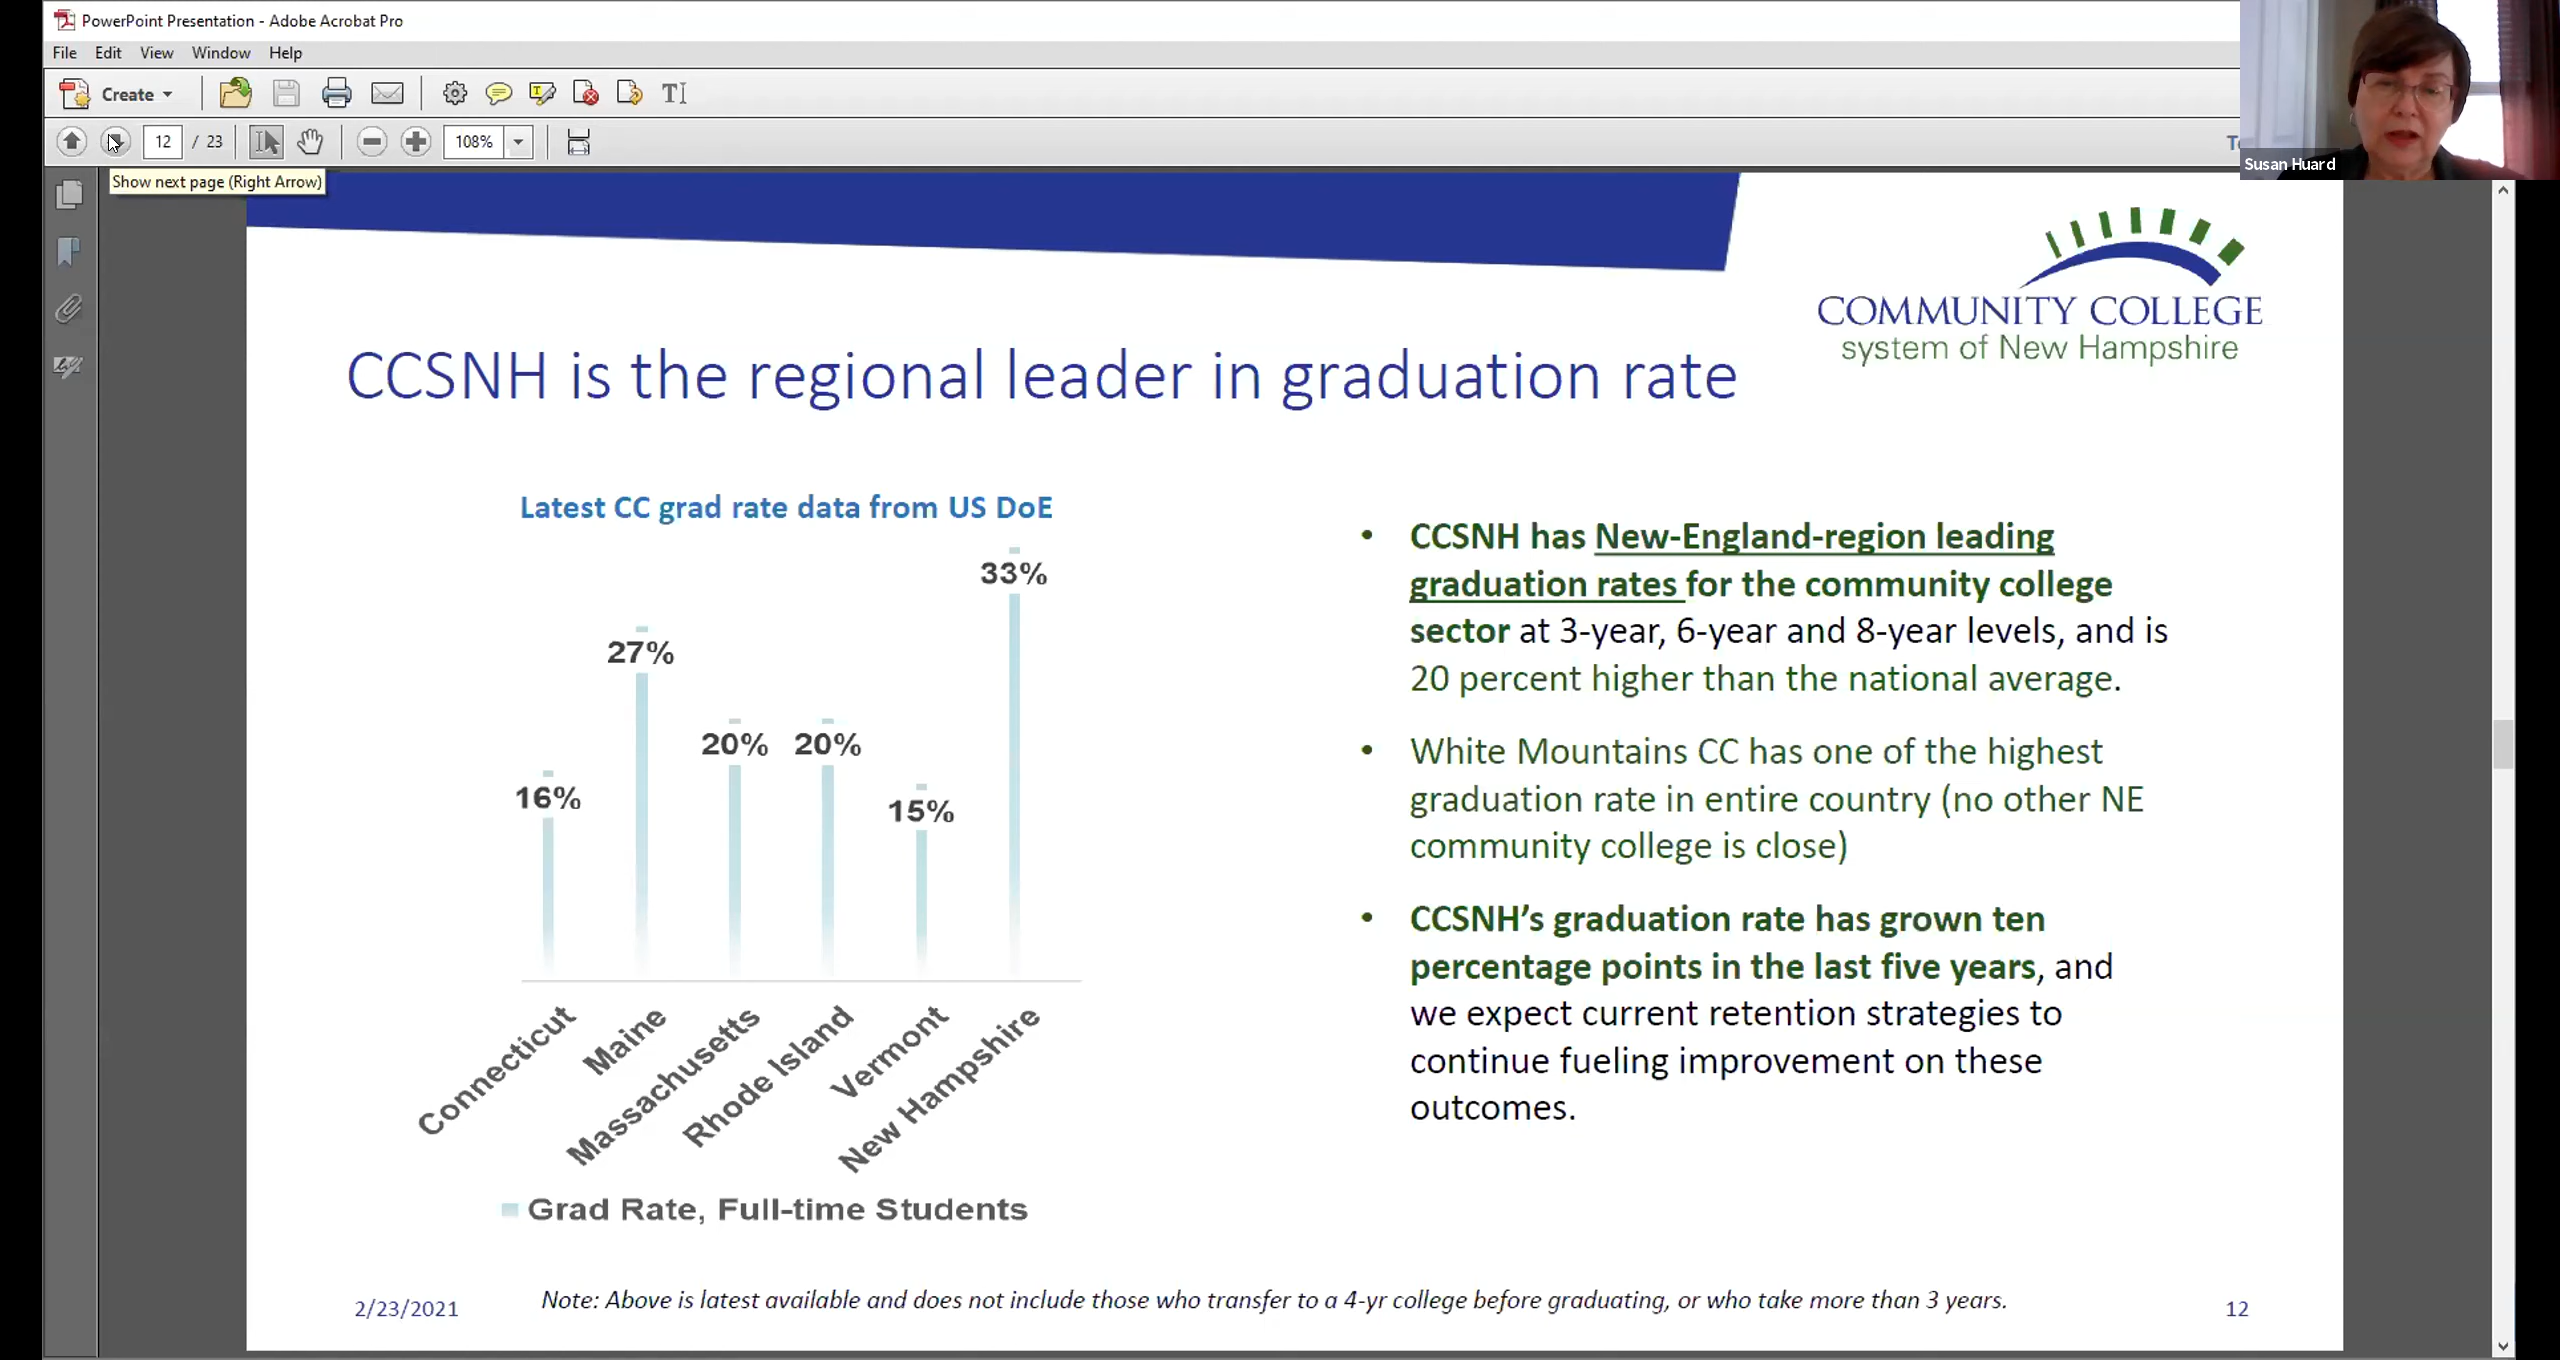 PowerPoint Presentation - Adobe Acrobat Pro
File Edit View Window Help
Create
12 / 23 108%
Show next page (Right Arrow)
Susan Huard
COMMUNITY COLLEGE
system of New Hampshire
CCSNH is the regional leader in graduation rate
Latest CC grad rate data from US DoE
33%
27%
20% 20%
16%
15%
Connecticut
Maine
Massachusetts
Rhode Island
Vermont
New Hampshire
Grad Rate, Full-time Students
• CCSNH has New-England-region leading
graduation rates for the community college
sector at 3-year, 6-year and 8-year levels, and is
20 percent higher than the national average.
• White Mountains CC has one of the highest
graduation rate in entire country (no other NE
community college is close)
• CCSNH’s graduation rate has grown ten
percentage points in the last five years, and
we expect current retention strategies to
continue fueling improvement on these
outcomes.
2/23/2021
Note: Above is latest available and does not include those who transfer to a 4-yr college before graduating, or who take more than 3 years.
12